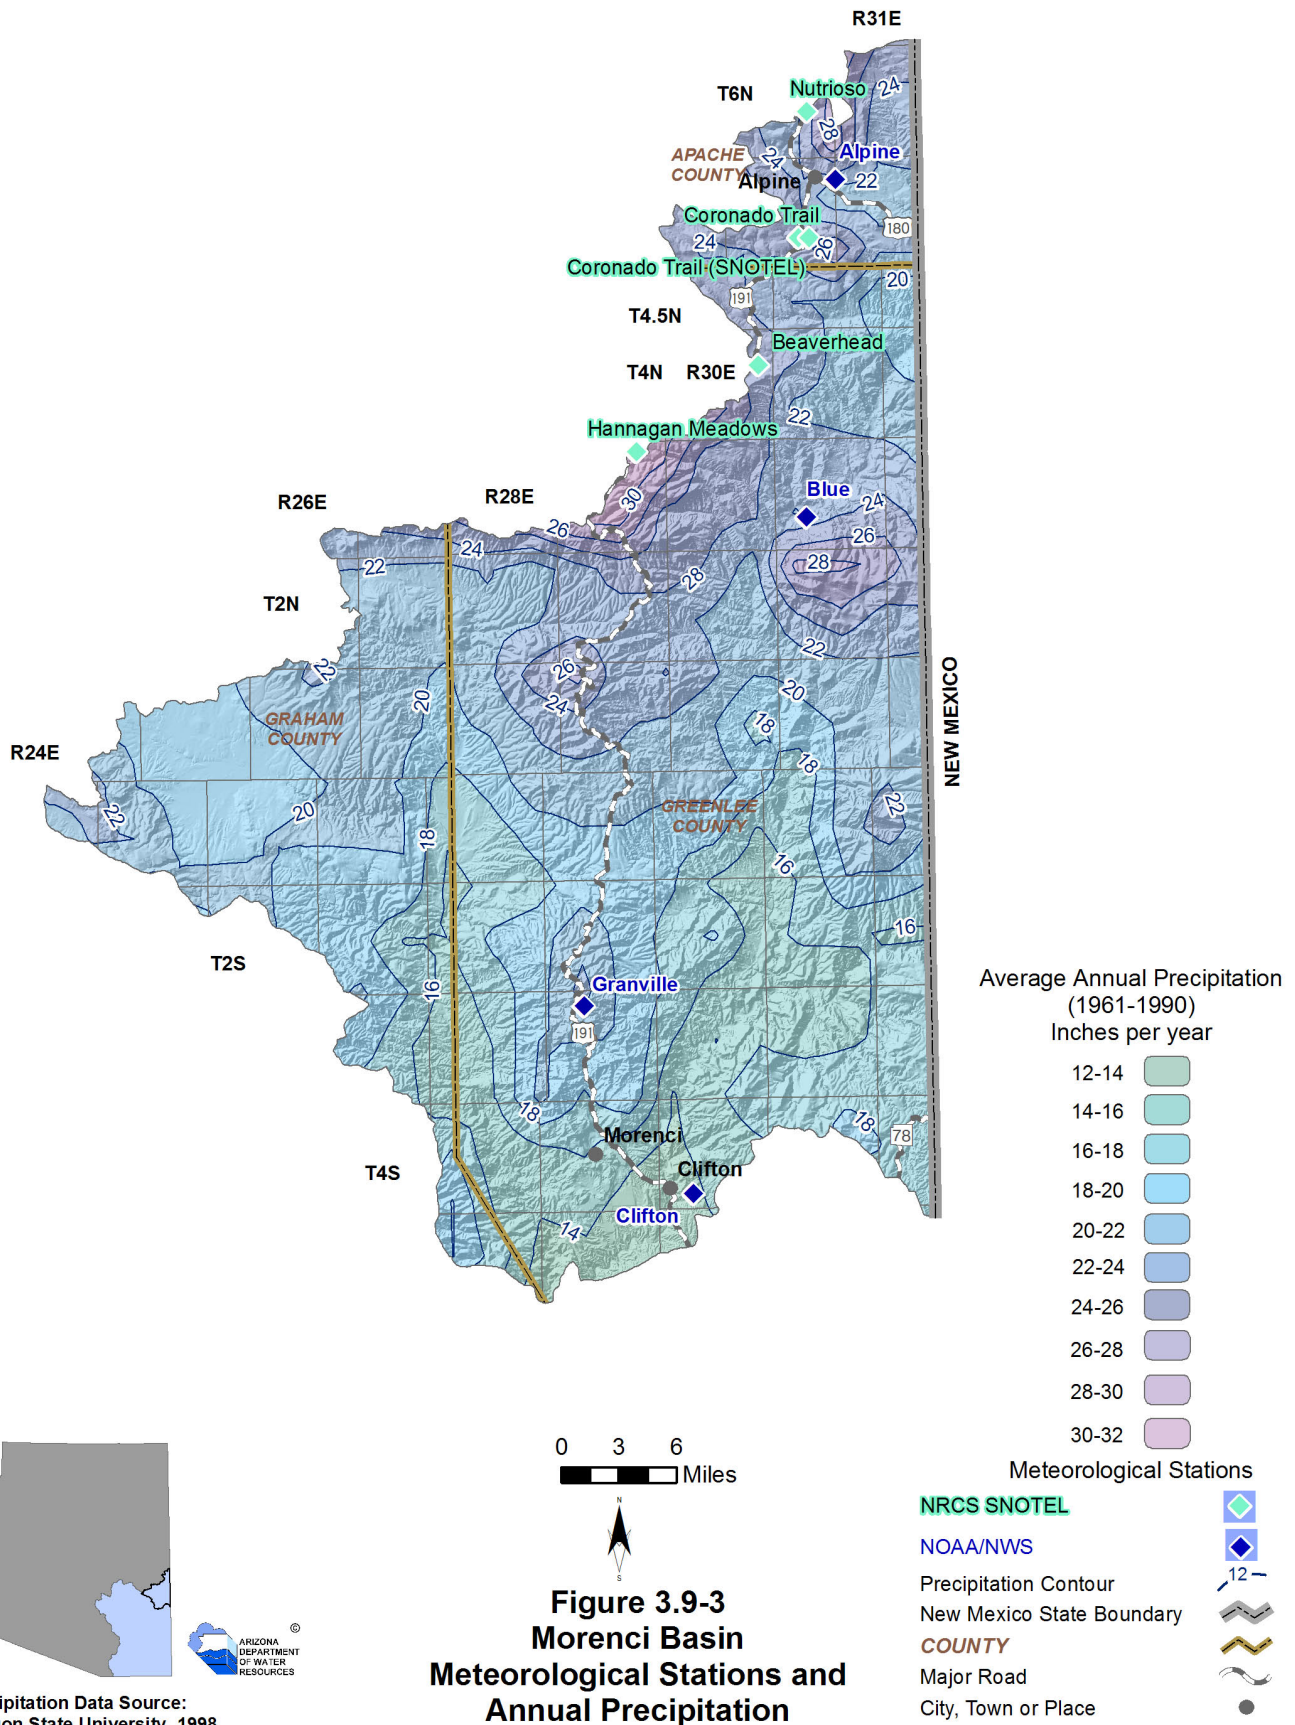 R31E
T6N
Nutrioso
24
28
APACHE
COUNTY
24
Alpine
Alpine
22
Coronado Trail
180
24
26
Coronado Trail (SNOTEL)
20
191
T4.5N
Beaverhead
T4N
R30E
22
Hannagan Meadows
Blue
R26E
R28E
30
24
26
26
24
28
22
28
T2N
22
22
26
20
20
24
18
GRAHAM
COUNTY
NEW MEXICO
R24E
18
22
20
22
GREENLEE
COUNTY
18
16
16
T2S
16
Granville
191
18
18
78
Morenci
T4S
Clifton
Clifton
14
Average Annual Precipitation
(1961-1990)
Inches per year
12-14
14-16
16-18
18-20
20-22
22-24
24-26
26-28
28-30
30-32
Meteorological Stations
NRCS SNOTEL
NOAA/NWS
Precipitation Contour
12
New Mexico State Boundary
COUNTY
Major Road
City, Town or Place
0 3 6
Miles
N
S
Figure 3.9-3
Morenci Basin
Meteorological Stations and
Annual Precipitation
©
ARIZONA
DEPARTMENT
OF WATER
RESOURCES
ipitation Data Source:
on State University, 1998